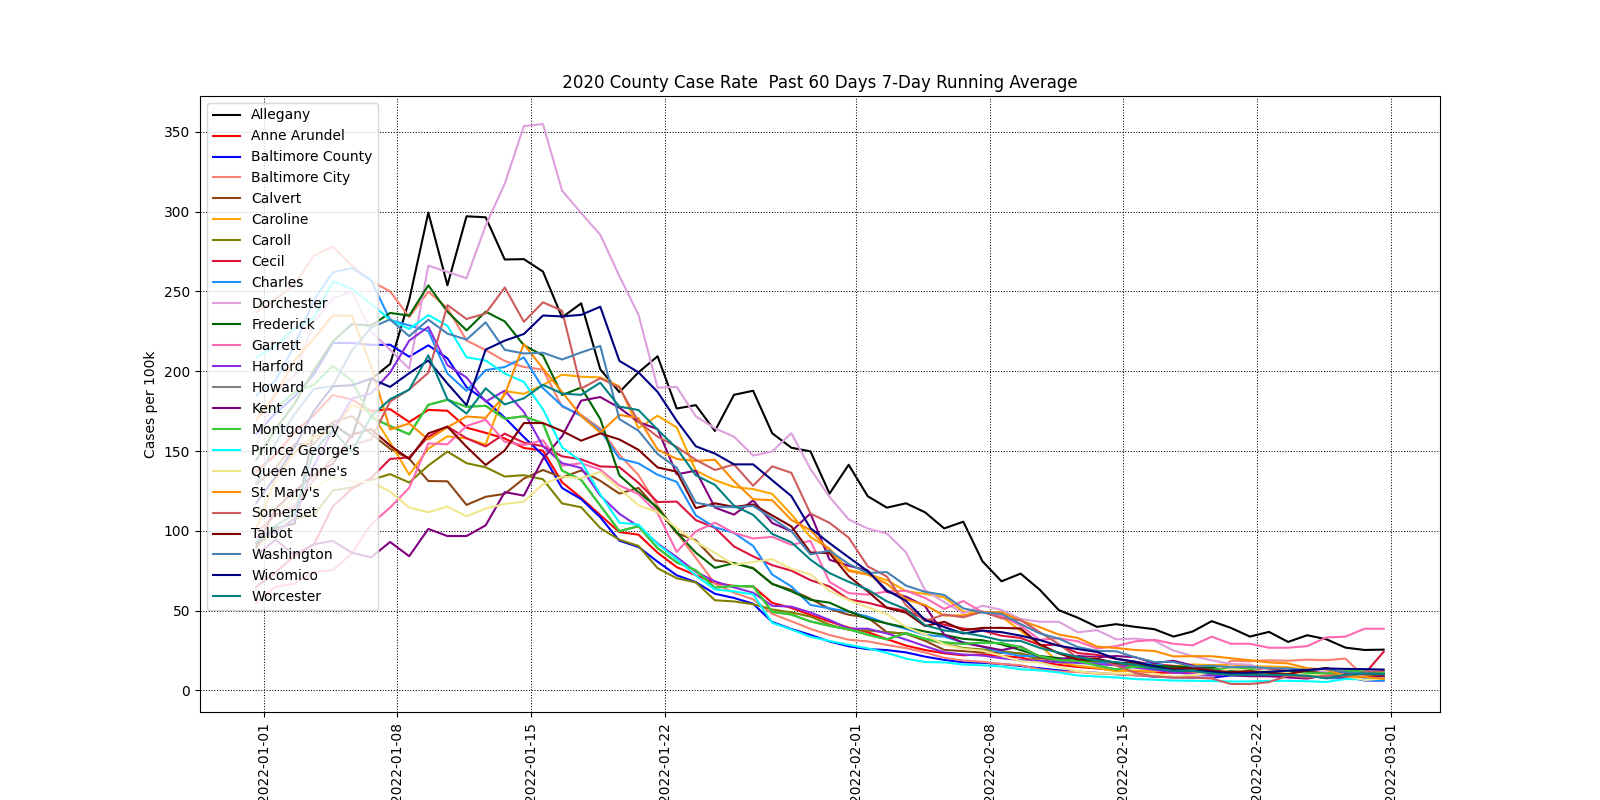 2020 County Case Rate  Past 60 Days 7-Day Running Average
Cases per 100k
350
300
250
200
150
100
50
0
Allegany
Anne Arundel
Baltimore County
Baltimore City
Calvert
Caroline
Caroll
Cecil
Charles
Dorchester
Frederick
Garrett
Harford
Howard
Kent
Montgomery
Prince George's
Queen Anne's
St. Mary's
Somerset
Talbot
Washington
Wicomico
Worcester
2022-01-01
2022-01-08
2022-01-15
2022-01-22
2022-02-01
2022-02-08
2022-02-15
2022-02-22
2022-03-01